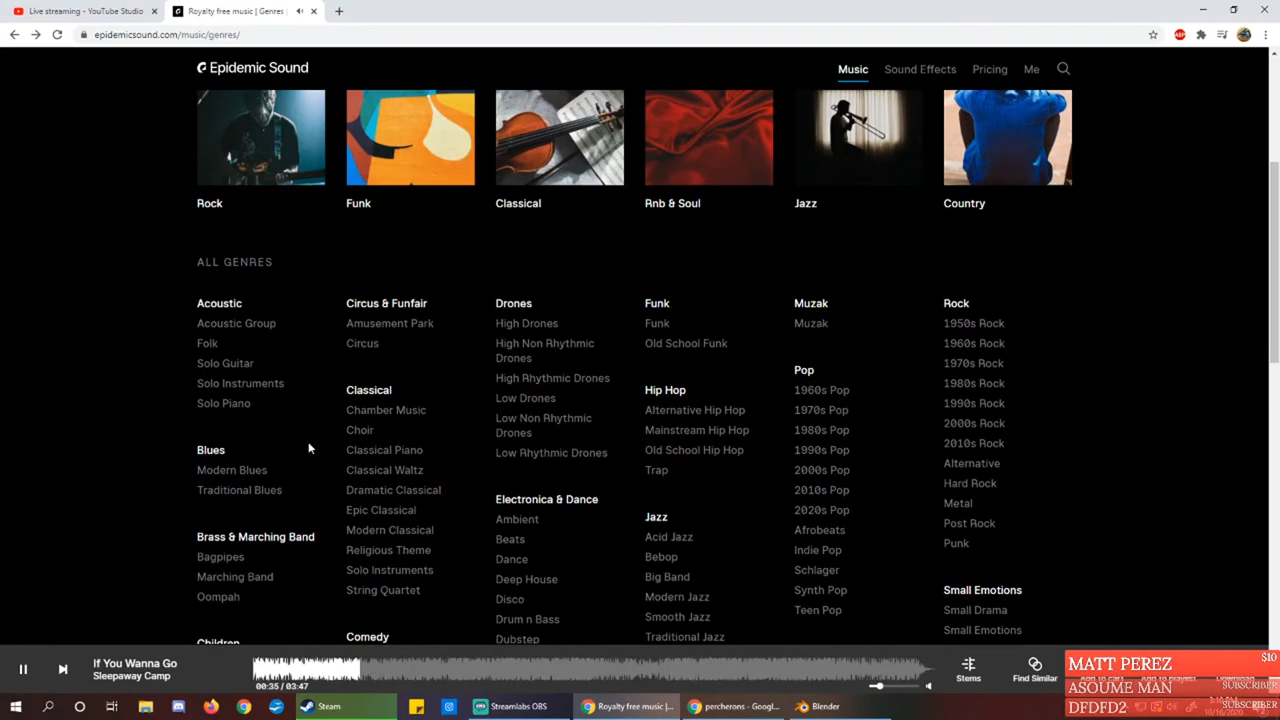 Live streaming - YouTube Studio
Royalty free music | Genres
epidemicsound.com/music/genres/
ABP
Epidemic Sound
Music
Sound Effects
Pricing
Me
Rock
Funk
Classical
Rnb & Soul
Jazz
Country
ALL GENRES
Acoustic
Acoustic Group
Folk
Solo Guitar
Solo Instruments
Solo Piano
Blues
Modern Blues
Traditional Blues
Brass & Marching Band
Bagpipes
Marching Band
Oompah
Children
Circus & Funfair
Amusement Park
Circus
Classical
Chamber Music
Choir
Classical Piano
Classical Waltz
Dramatic Classical
Epic Classical
Modern Classical
Religious Theme
Solo Instruments
String Quartet
Comedy
Drones
High Drones
High Non Rhythmic
Drones
High Rhythmic Drones
Low Drones
Low Non Rhythmic
Drones
Low Rhythmic Drones
Electronica & Dance
Ambient
Beats
Dance
Deep House
Disco
Drum n Bass
Dubstep
Funk
Funk
Old School Funk
Hip Hop
Alternative Hip Hop
Mainstream Hip Hop
Old School Hip Hop
Trap
Jazz
Acid Jazz
Bebop
Big Band
Modern Jazz
Smooth Jazz
Traditional Jazz
Muzak
Muzak
Pop
1960s Pop
1970s Pop
1980s Pop
1990s Pop
2000s Pop
2010s Pop
2020s Pop
Afrobeats
Indie Pop
Schlager
Synth Pop
Teen Pop
Rock
1950s Rock
1960s Rock
1970s Rock
1980s Rock
1990s Rock
2000s Rock
2010s Rock
Alternative
Hard Rock
Metal
Post Rock
Punk
Small Emotions
Small Drama
Small Emotions
If You Wanna Go
Sleepaway Camp
00:35 / 03:47
Stems
Find Similar
MATT PEREZ
$10
ASOUME MAN
SUBSCRIBER
DFDFD2
SUBSCRIBER
Steam
Streamlabs OBS
Royalty free music |...
percherons - Googl...
Blender
10/16/2020